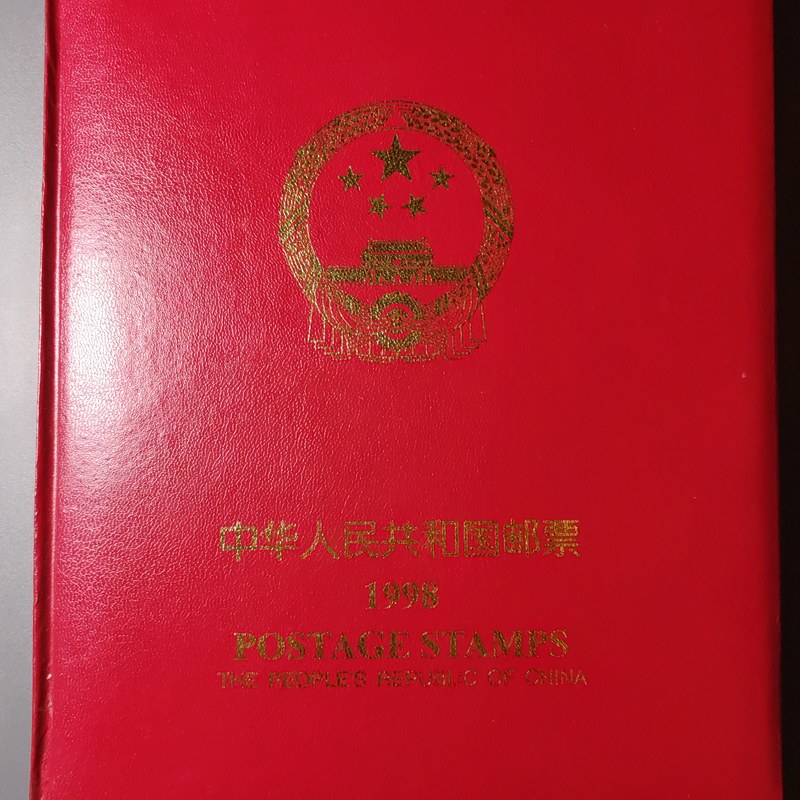 中华人民共和国邮票
1998
POSTAGE STAMPS
THE PEOPLE'S REPUBLIC OF CHINA